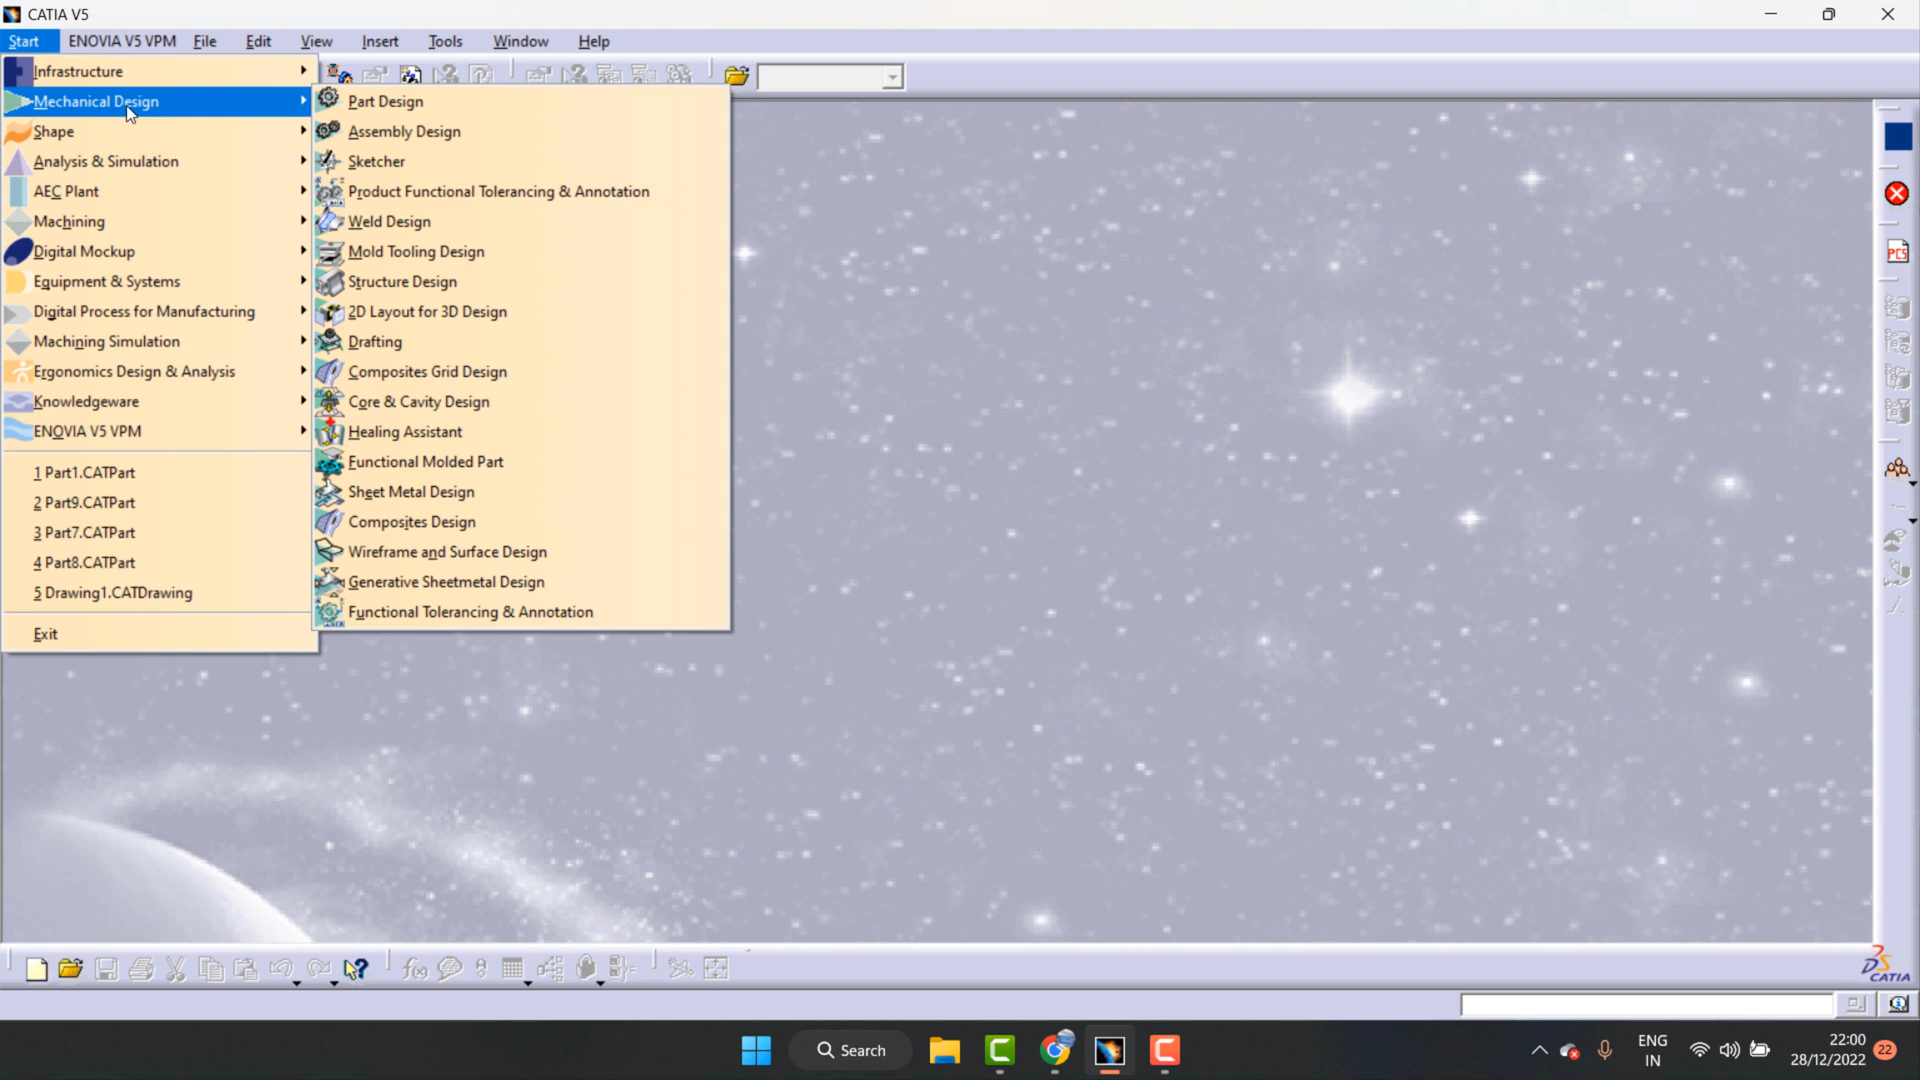 CATIA V5
Start ENOVIA V5 VPM File Edit View Insert Tools Window Help
Infrastructure
Mechanical Design
Shape
Analysis & Simulation
AEC Plant
Machining
Digital Mockup
Equipment & Systems
Digital Process for Manufacturing
Machining Simulation
Ergonomics Design & Analysis
Knowledgeware
ENOVIA V5 VPM
1 Part1.CATPart
2 Part9.CATPart
3 Part7.CATPart
4 Part8.CATPart
5 Drawing1.CATDrawing
Exit
Part Design
Assembly Design
Sketcher
Product Functional Tolerancing & Annotation
Weld Design
Mold Tooling Design
Structure Design
2D Layout for 3D Design
Drafting
Composites Grid Design
Core & Cavity Design
Healing Assistant
Functional Molded Part
Sheet Metal Design
Composites Design
Wireframe and Surface Design
Generative Sheetmetal Design
Functional Tolerancing & Annotation
PCS
f(x)
DS CATIA
Search
ENG
IN
22:00
28/12/2022
22